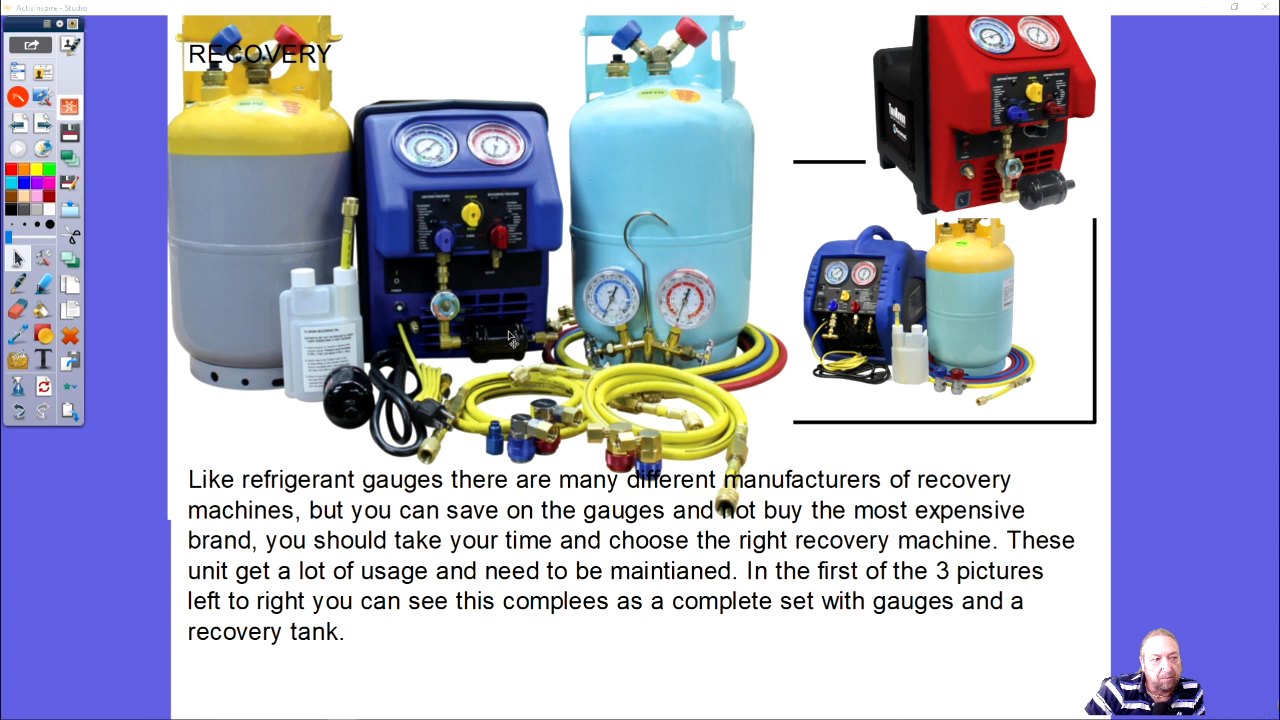 ActivInspire - Studio
RECOVERY
Like refrigerant gauges there are many different manufacturers of recovery
machines, but you can save on the gauges and not buy the most expensive
brand, you should take your time and choose the right recovery machine. These
unit get a lot of usage and need to be maintianed. In the first of the 3 pictures
left to right you can see this complees as a complete set with gauges and a
recovery tank.